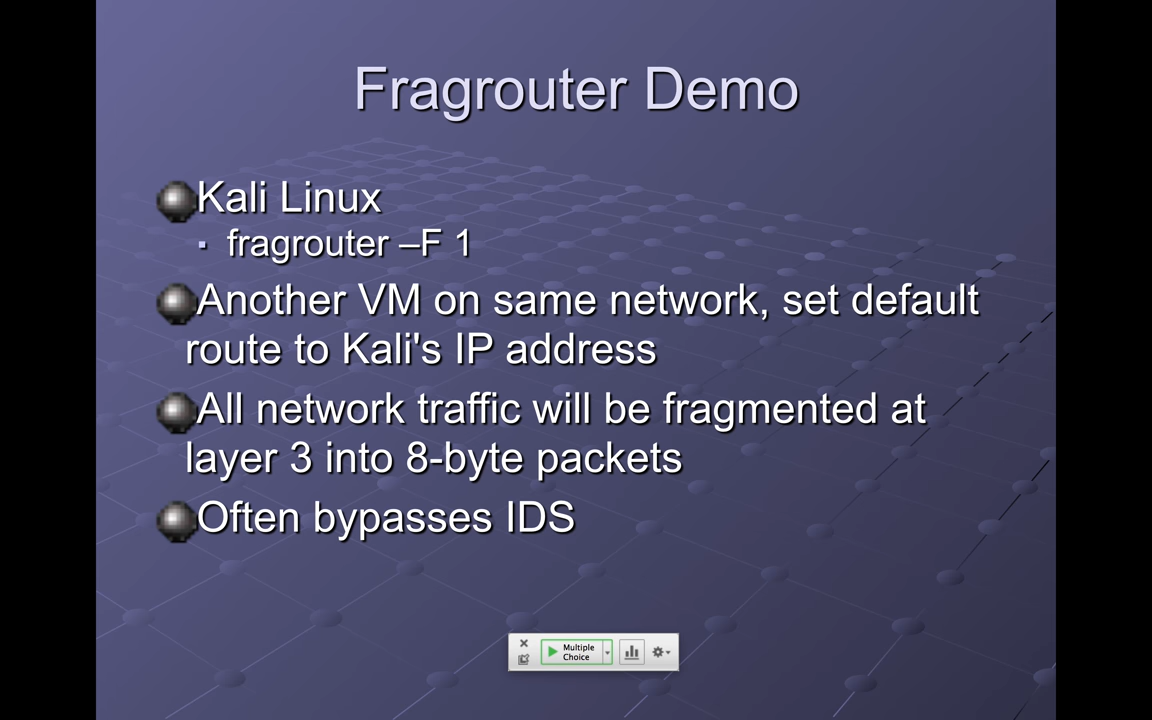 Fragrouter Demo
Kali Linux
▪ fragrouter –F 1
Another VM on same network, set default
route to Kali's IP address
All network traffic will be fragmented at
layer 3 into 8-byte packets
Often bypasses IDS
Multiple
Choice